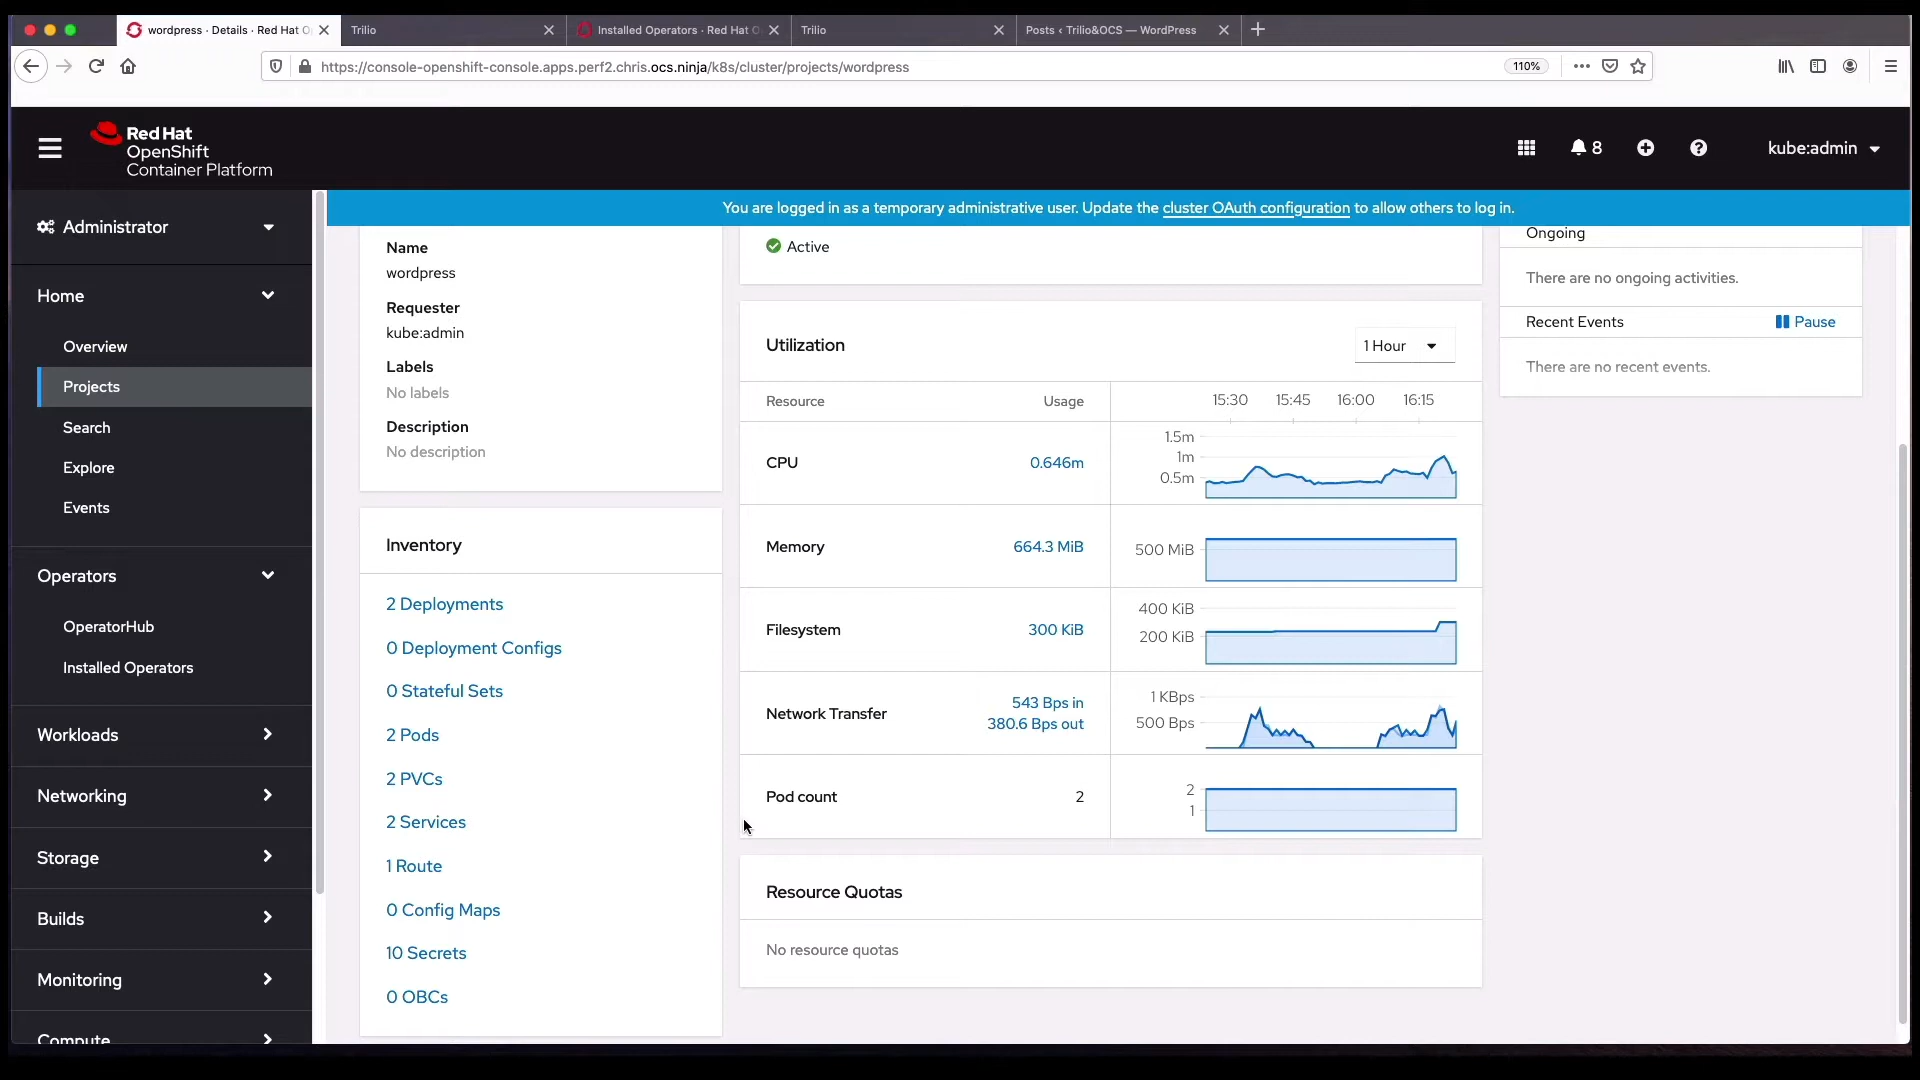 wordpress · Details · Red Hat O
Trilio
Installed Operators · Red Hat O
Trilio
Posts ‹ Trilio&OCS — WordPress
https://console-openshift-console.apps.perf2.chris.ocs.ninja/k8s/cluster/projects/wordpress
110%
Red Hat
OpenShift
Container Platform
8
kube:admin
You are logged in as a temporary administrative user. Update the cluster OAuth configuration to allow others to log in.
Administrator
Home
Overview
Projects
Search
Explore
Events
Operators
OperatorHub
Installed Operators
Workloads
Networking
Storage
Builds
Monitoring
Compute
Name
wordpress
Requester
kube:admin
Labels
No labels
Description
No description
Inventory
2 Deployments
0 Deployment Configs
0 Stateful Sets
2 Pods
2 PVCs
2 Services
1 Route
0 Config Maps
10 Secrets
0 OBCs
Active
Utilization
1 Hour
Resource
Usage
15:30 15:45 16:00 16:15
CPU
0.646m
1.5m
1m
0.5m
Memory
664.3 MiB
500 MiB
Filesystem
300 KiB
400 KiB
200 KiB
Network Transfer
543 Bps in
380.6 Bps out
1 KBps
500 Bps
Pod count
2
2
1
Resource Quotas
No resource quotas
Ongoing
There are no ongoing activities.
Recent Events
Pause
There are no recent events.